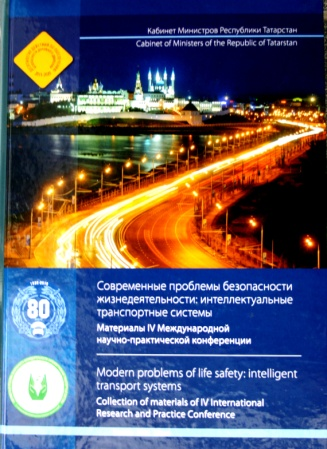 Кабинет Министров Республики Татарстан
Cabinet of Ministers of the Republic of Tatarstan
80
Современные проблемы безопасности
жизнедеятельности: интеллектуальные
транспортные системы
Материалы IV Международной
научно-практической конференции
Modern problems of life safety: intelligent
transport systems
Collection of materials of IV International
Research and Practice Conference